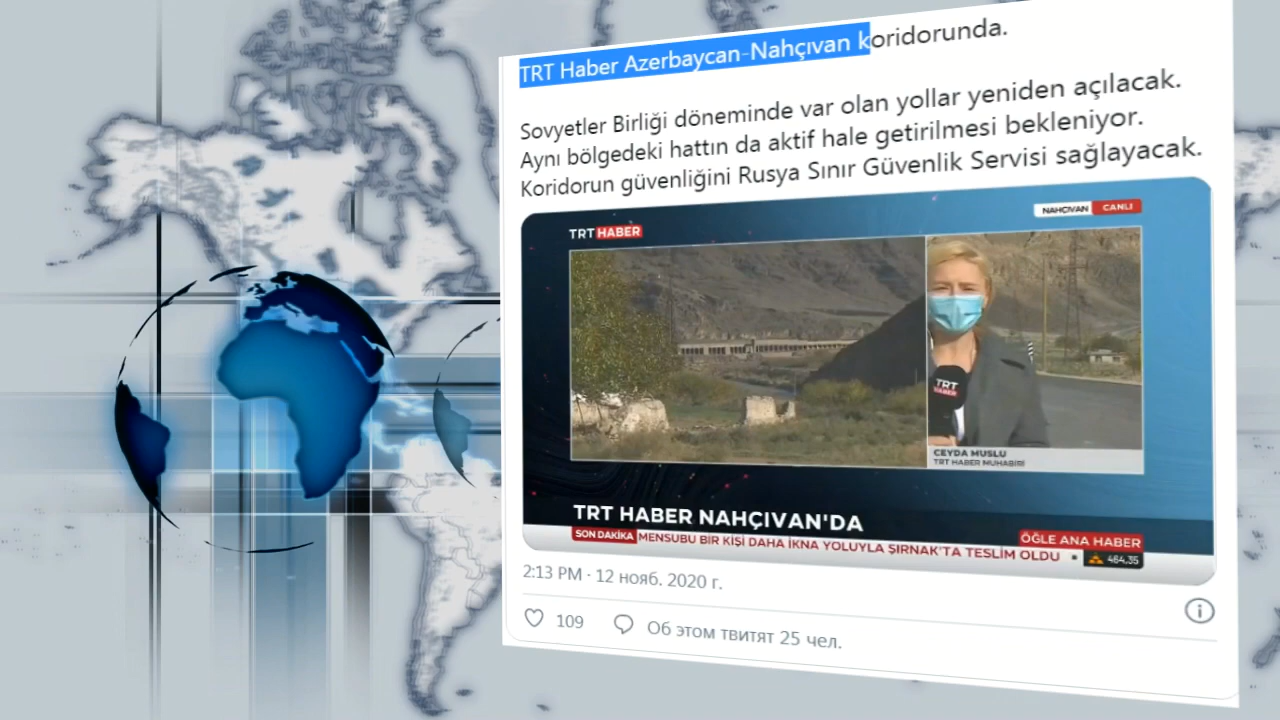 TRT Haber Azerbaycan-Nahçıvan koridorunda.
Sovyetler Birliği döneminde var olan yollar yeniden açılacak.
Aynı bölgedeki hattın da aktif hale getirilmesi bekleniyor.
Koridorun güvenliğini Rusya Sınır Güvenlik Servisi sağlayacak.
TRT HABER
NAHÇIVAN CANLI
TRT HABER
CEYDA MUSLU
TRT HABER MUHABİRİ
TRT HABER NAHÇIVAN'DA
ÖĞLE ANA HABER
SON DAKİKA MENSUBU BİR KİŞİ DAHA İKNA YOLUYLA ŞIRNAK'TA TESLİM OLDU
464,35
2:13 PM · 12 нояб. 2020 г.
109 Об этом твитят 25 чел.